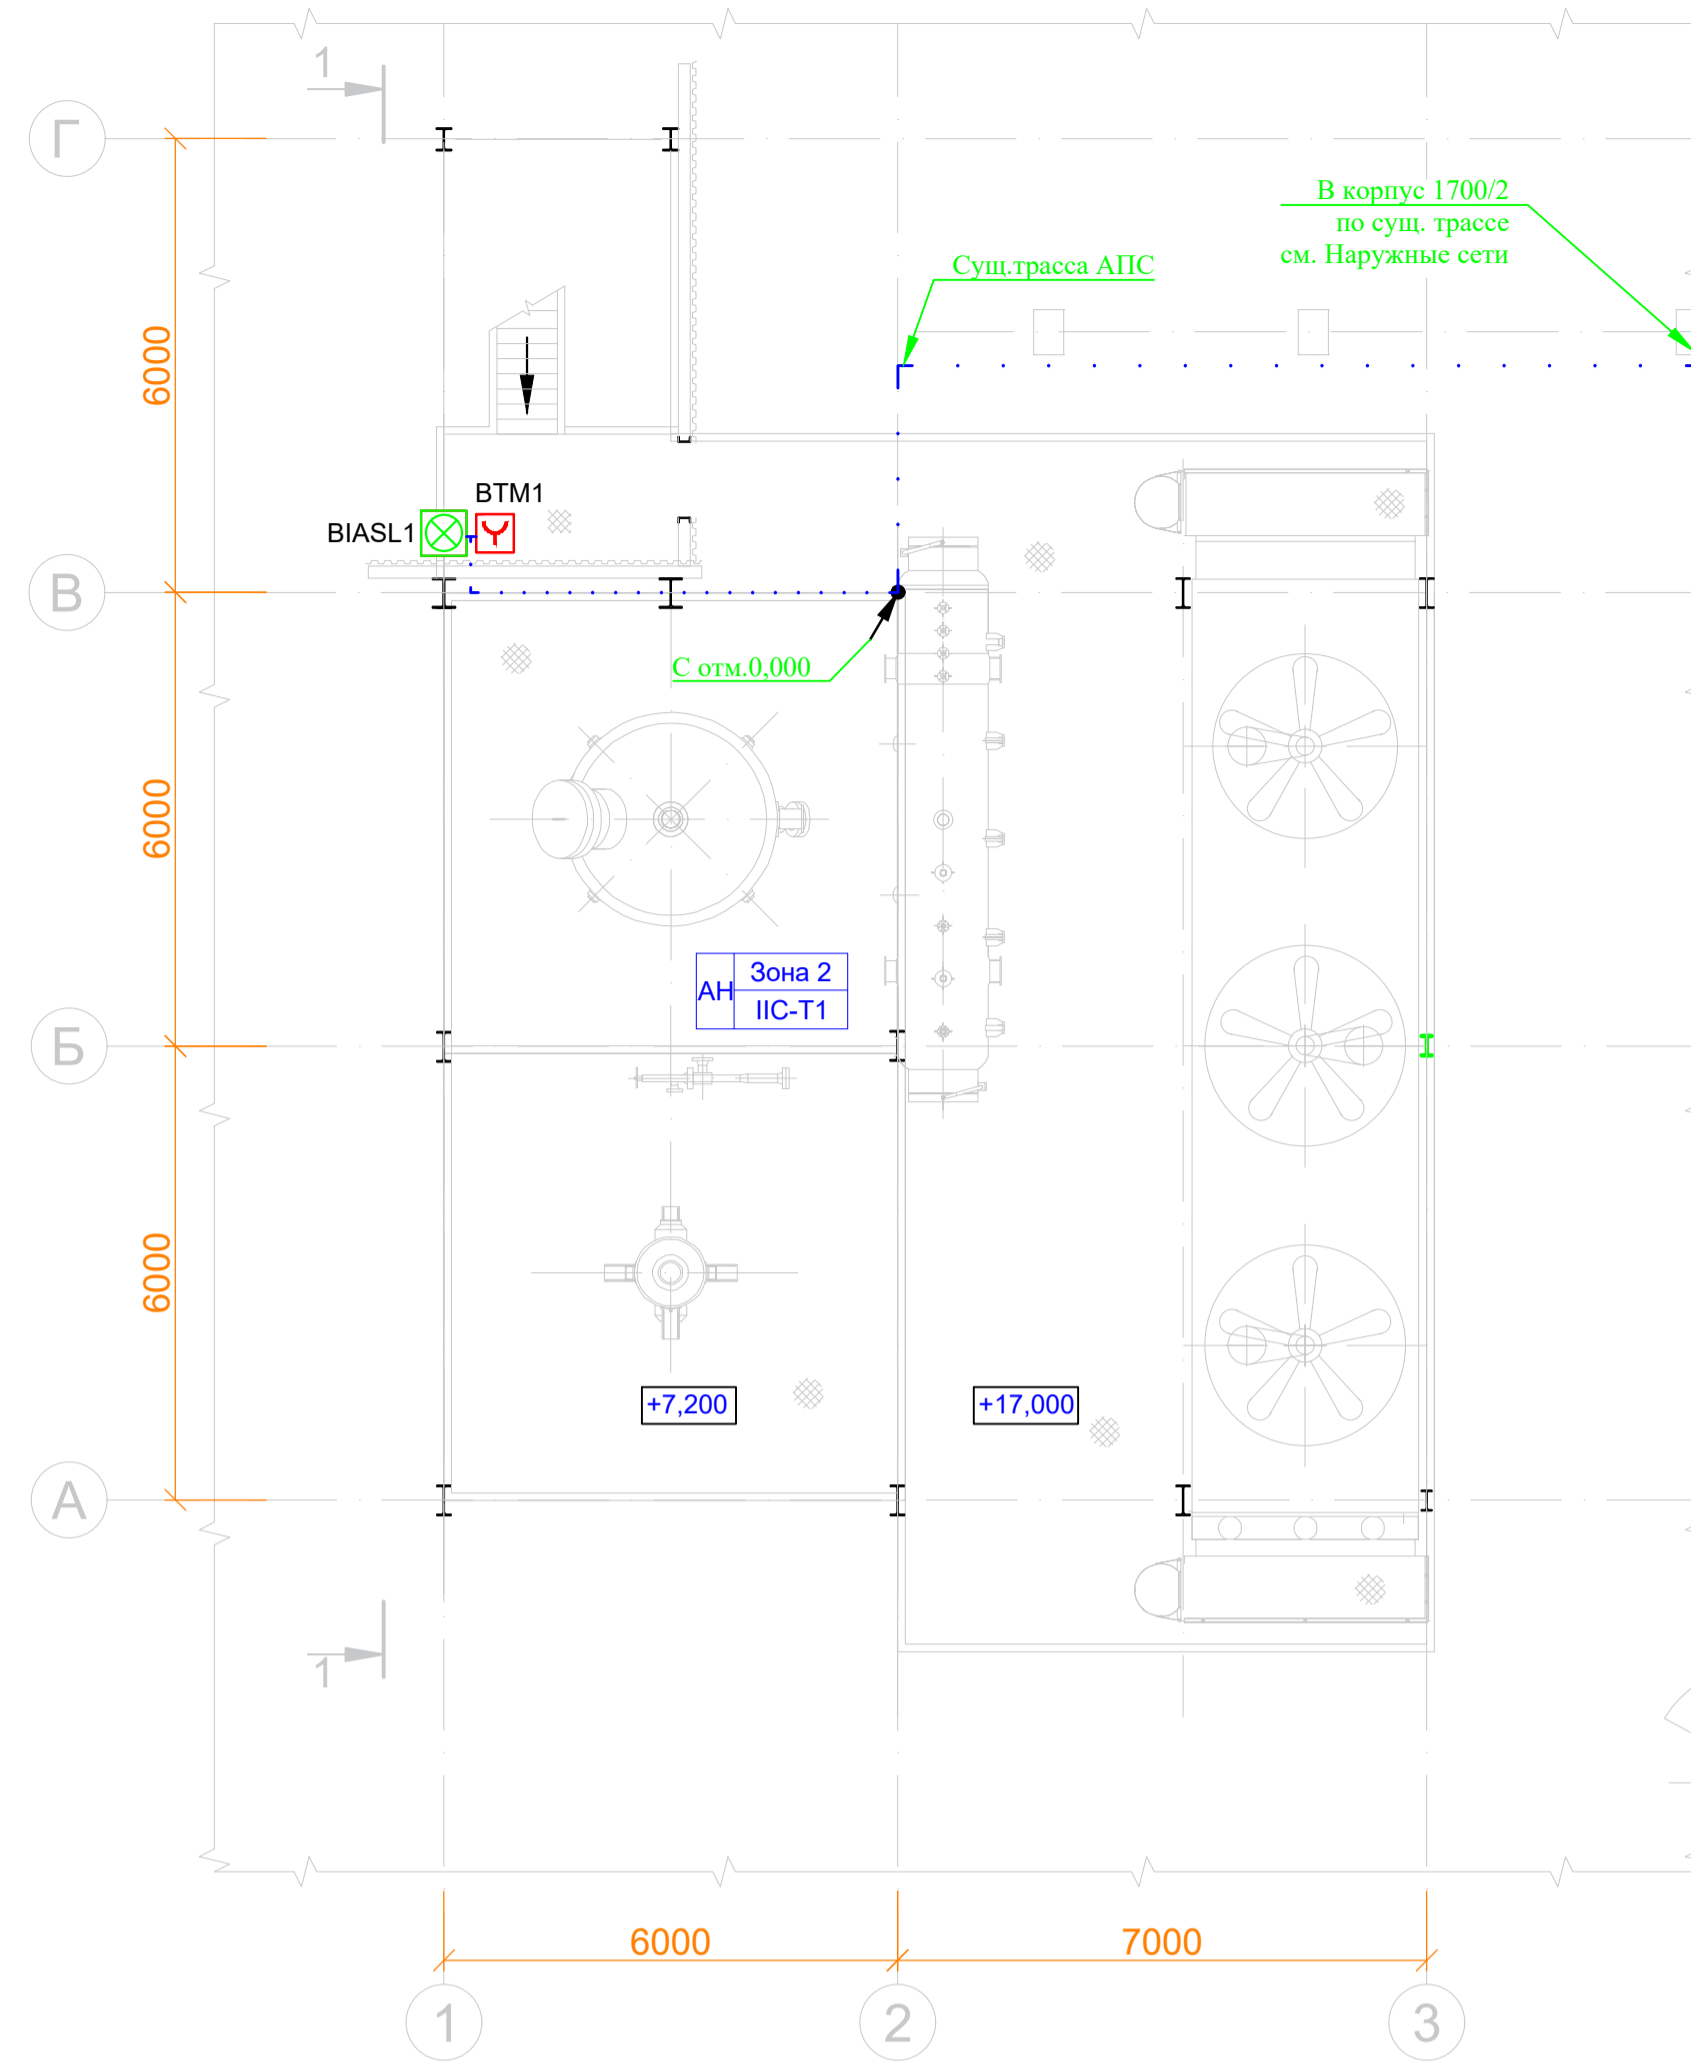 1
Г
В корпус 1700/2
по сущ. трассе
см. Наружные сети
Сущ.трасса АПС
6000
BTM1
BIASL1
В
С отм.0,000
6000
АН
Зона 2
IIC-T1
Б
6000
+7,200
+17,000
А
1
6000
7000
1
2
3